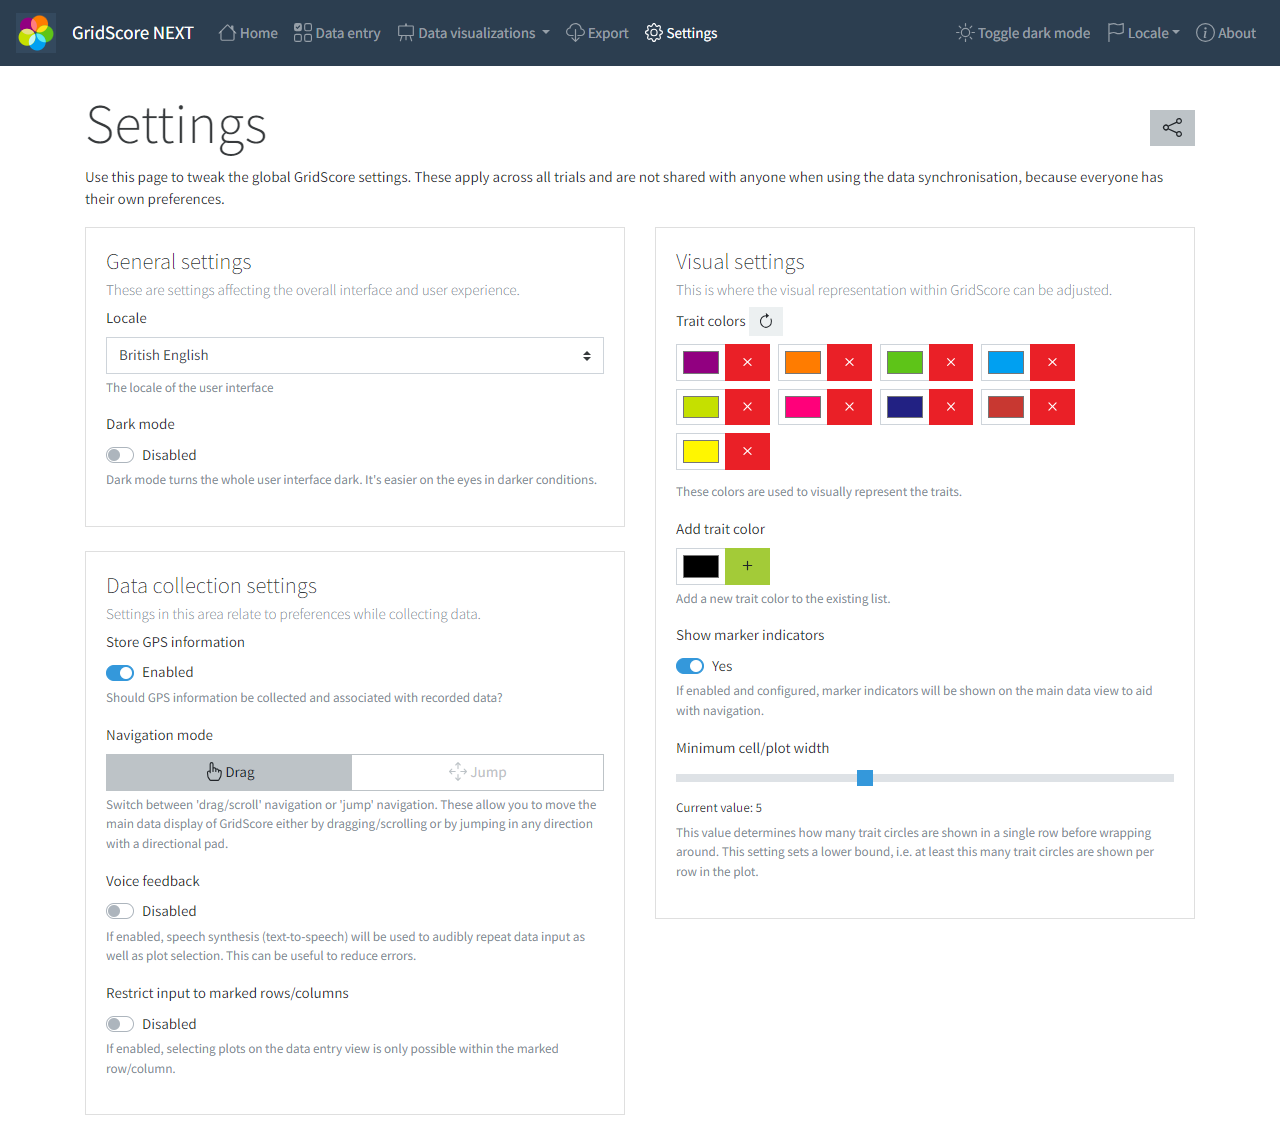 GridScore NEXT Home Data entry Data visualizations Export Settings Toggle dark mode Locale About
Settings
Use this page to tweak the global GridScore settings. These apply across all trials and are not shared with anyone when using the data synchronisation, because everyone has
their own preferences.
General settings
These are settings affecting the overall interface and user experience.
Locale
British English
The locale of the user interface
Dark mode
Disabled
Dark mode turns the whole user interface dark. It's easier on the eyes in darker conditions.
Data collection settings
Settings in this area relate to preferences while collecting data.
Store GPS information
Enabled
Should GPS information be collected and associated with recorded data?
Navigation mode
Drag Jump
Switch between 'drag/scroll' navigation or 'jump' navigation. These allow you to move the
main data display of GridScore either by dragging/scrolling or by jumping in any direction
with a directional pad.
Voice feedback
Disabled
If enabled, speech synthesis (text-to-speech) will be used to audibly repeat data input as
well as plot selection. This can be useful to reduce errors.
Restrict input to marked rows/columns
Disabled
If enabled, selecting plots on the data entry view is only possible within the marked
row/column.
Visual settings
This is where the visual representation within GridScore can be adjusted.
Trait colors
These colors are used to visually represent the traits.
Add trait color
Add a new trait color to the existing list.
Show marker indicators
Yes
If enabled and configured, marker indicators will be shown on the main data view to aid
with navigation.
Minimum cell/plot width
Current value: 5
This value determines how many trait circles are shown in a single row before wrapping
around. This setting sets a lower bound, i.e. at least this many trait circles are shown per
row in the plot.